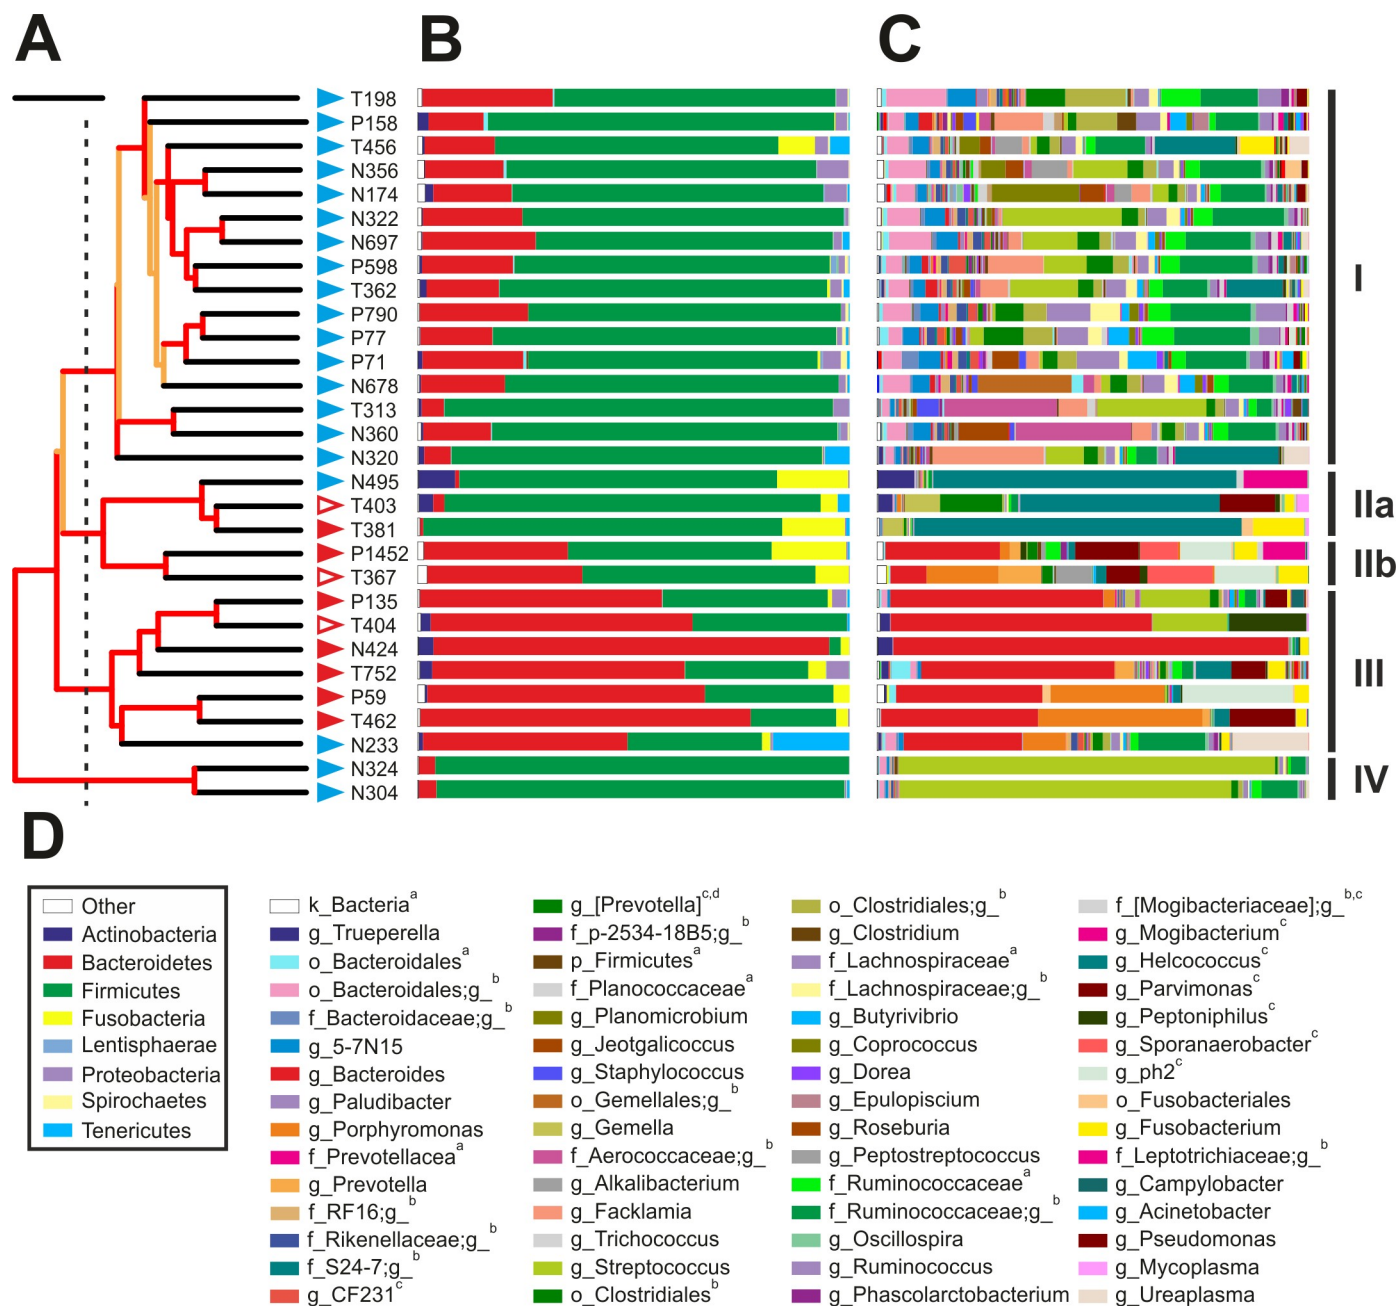 A B C
T198
P158
T456
N356
N174
N322
N697
P598
T362
P790
P77
P71
N678
T313
N360
N320
N495
T403
T381
P1452
T367
P135
T404
N424
T752
P59
T462
N233
N324
N304
I
IIa
IIb
III
IV
D
Other
Actinobacteria
Bacteroidetes
Firmicutes
Fusobacteria
Lentisphaerae
Proteobacteria
Spirochaetes
Tenericutes
k_Bacteria^a
g_Trueperella
o_Bacteroidales^a
o_Bacteroidales;g_^b
f_Bacteroidaceae;g_^b
g_5-7N15
g_Bacteroides
g_Paludibacter
g_Porphyromonas
f_Prevotellacea^a
g_Prevotella
f_RF16;g_^b
f_Rikenellaceae;g_^b
f_S24-7;g_^b
g_CF231^c
g_[Prevotella]^c,d
f_p-2534-18B5;g_^b
p_Firmicutes^a
f_Planococcaceae^a
g_Planomicrobium
g_Jeotgalicoccus
g_Staphylococcus
o_Gemellales;g_^b
g_Gemella
f_Aerococcaceae;g_^b
g_Alkalibacterium
g_Facklamia
g_Trichococcus
g_Streptococcus
o_Clostridiales^b
o_Clostridiales;g_^b
g_Clostridium
f_Lachnospiraceae^a
f_Lachnospiraceae;g_^b
g_Butyrivibrio
g_Coprococcus
g_Dorea
g_Epulopiscium
g_Roseburia
g_Peptostreptococcus
f_Ruminococcaceae^a
f_Ruminococcaceae;g_^b
g_Oscillospira
g_Ruminococcus
g_Phascolarctobacterium
f_[Mogibacteriaceae];g_^b,c
g_Mogibacterium^c
g_Helcococcus^c
g_Parvimonas^c
g_Peptoniphilus^c
g_Sporanaerobacter^c
g_ph2^c
o_Fusobacteriales
g_Fusobacterium
f_Leptotrichiaceae;g_^b
g_Campylobacter
g_Acinetobacter
g_Pseudomonas
g_Mycoplasma
g_Ureaplasma